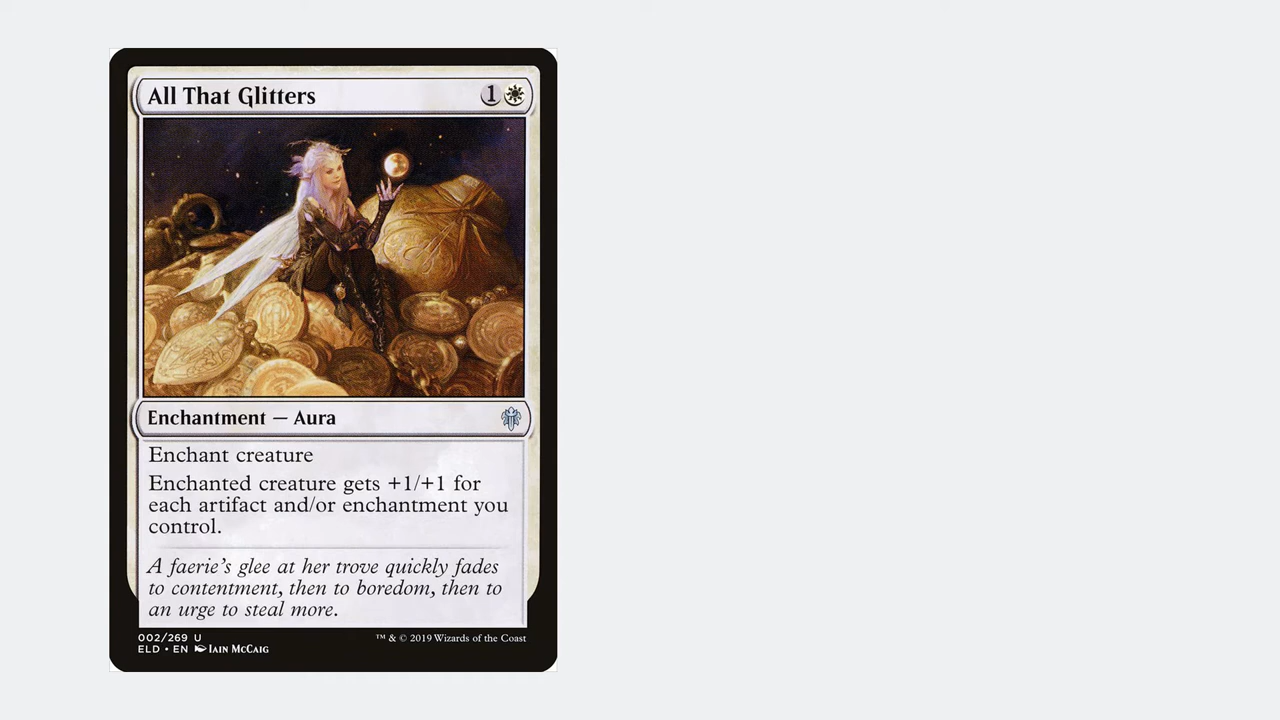 All That Glitters 1
Enchantment — Aura
Enchant creature
Enchanted creature gets +1/+1 for
each artifact and/or enchantment you
control.
A faerie's glee at her trove quickly fades
to contentment, then to boredom, then to
an urge to steal more.
002/269 U
™ & © 2019 Wizards of the Coast
ELD • EN Iain McCaig